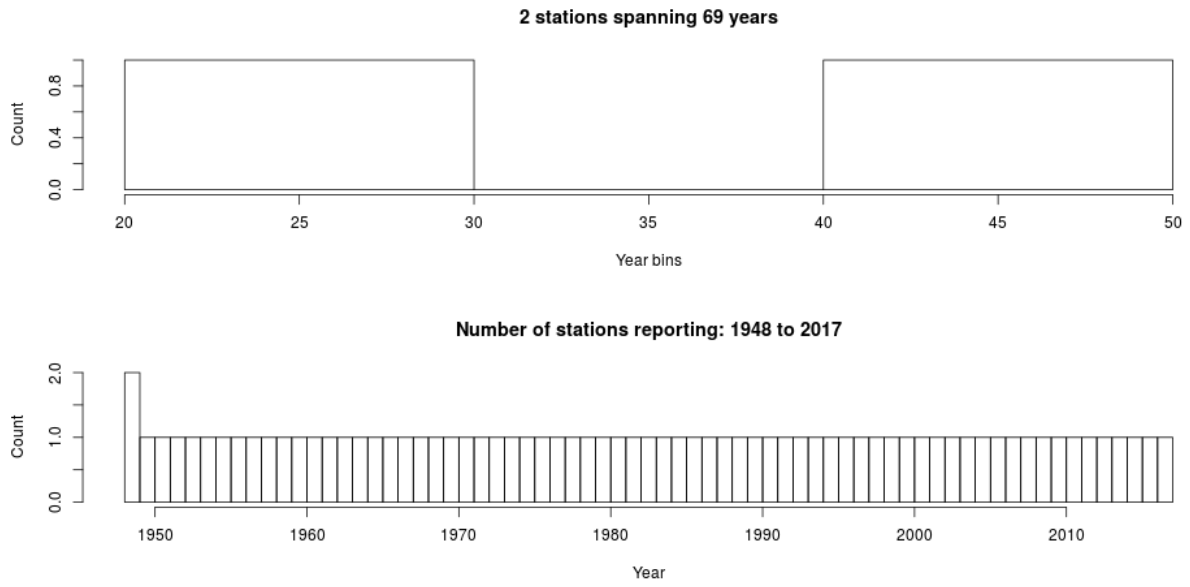 2 stations spanning 69 years
Count
0.0 0.4 0.8
20 25 30 35 40 45 50
Year bins
Number of stations reporting: 1948 to 2017
Count
0.0 1.0 2.0
1950 1960 1970 1980 1990 2000 2010
Year